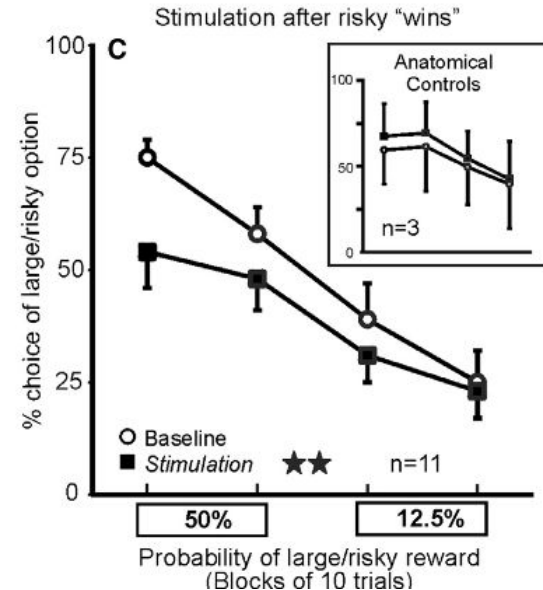 Stimulation after risky “wins”
C
100
75
50
25
0
% choice of large/risky option
Anatomical
Controls
100
50
0
n=3
Baseline
Stimulation ★★ n=11
50% 12.5%
Probability of large/risky reward
(Blocks of 10 trials)